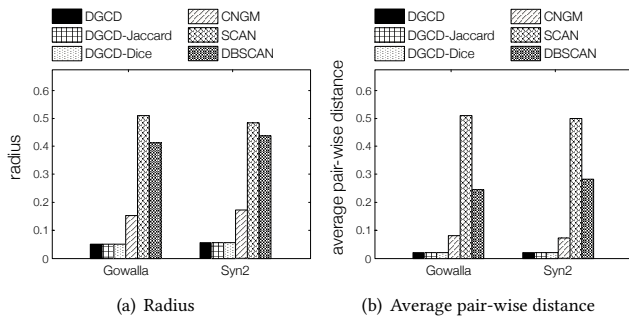 DGCD
DGCD-Jaccard
DGCD-Dice
CNGM
SCAN
DBSCAN
radius
0.6
0.5
0.4
0.3
0.2
0.1
0
Gowalla
Syn2
(a) Radius
DGCD
DGCD-Jaccard
DGCD-Dice
CNGM
SCAN
DBSCAN
average pair-wise distance
0.6
0.5
0.4
0.3
0.2
0.1
0
Gowalla
Syn2
(b) Average pair-wise distance